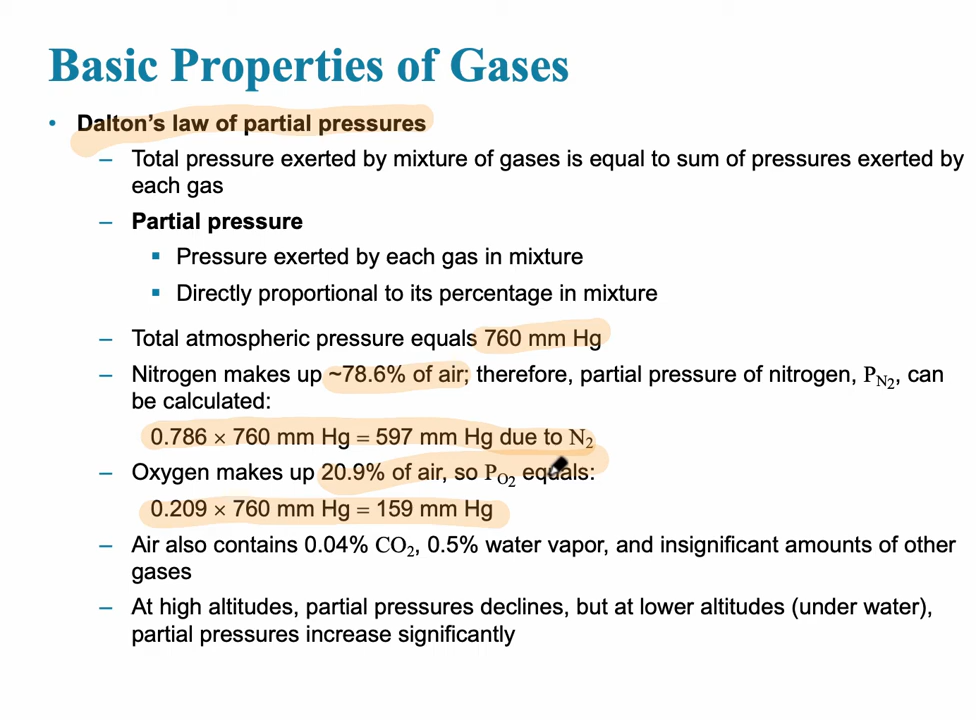 Basic Properties of Gases
• Dalton’s law of partial pressures
– Total pressure exerted by mixture of gases is equal to sum of pressures exerted by
each gas
– Partial pressure
▪ Pressure exerted by each gas in mixture
▪ Directly proportional to its percentage in mixture
– Total atmospheric pressure equals 760 mm Hg
– Nitrogen makes up ~78.6% of air; therefore, partial pressure of nitrogen, P_N₂, can
be calculated:
0.786 × 760 mm Hg = 597 mm Hg due to N₂
– Oxygen makes up 20.9% of air, so P_O₂ equals:
0.209 × 760 mm Hg = 159 mm Hg
– Air also contains 0.04% CO₂, 0.5% water vapor, and insignificant amounts of other
gases
– At high altitudes, partial pressures declines, but at lower altitudes (under water),
partial pressures increase significantly